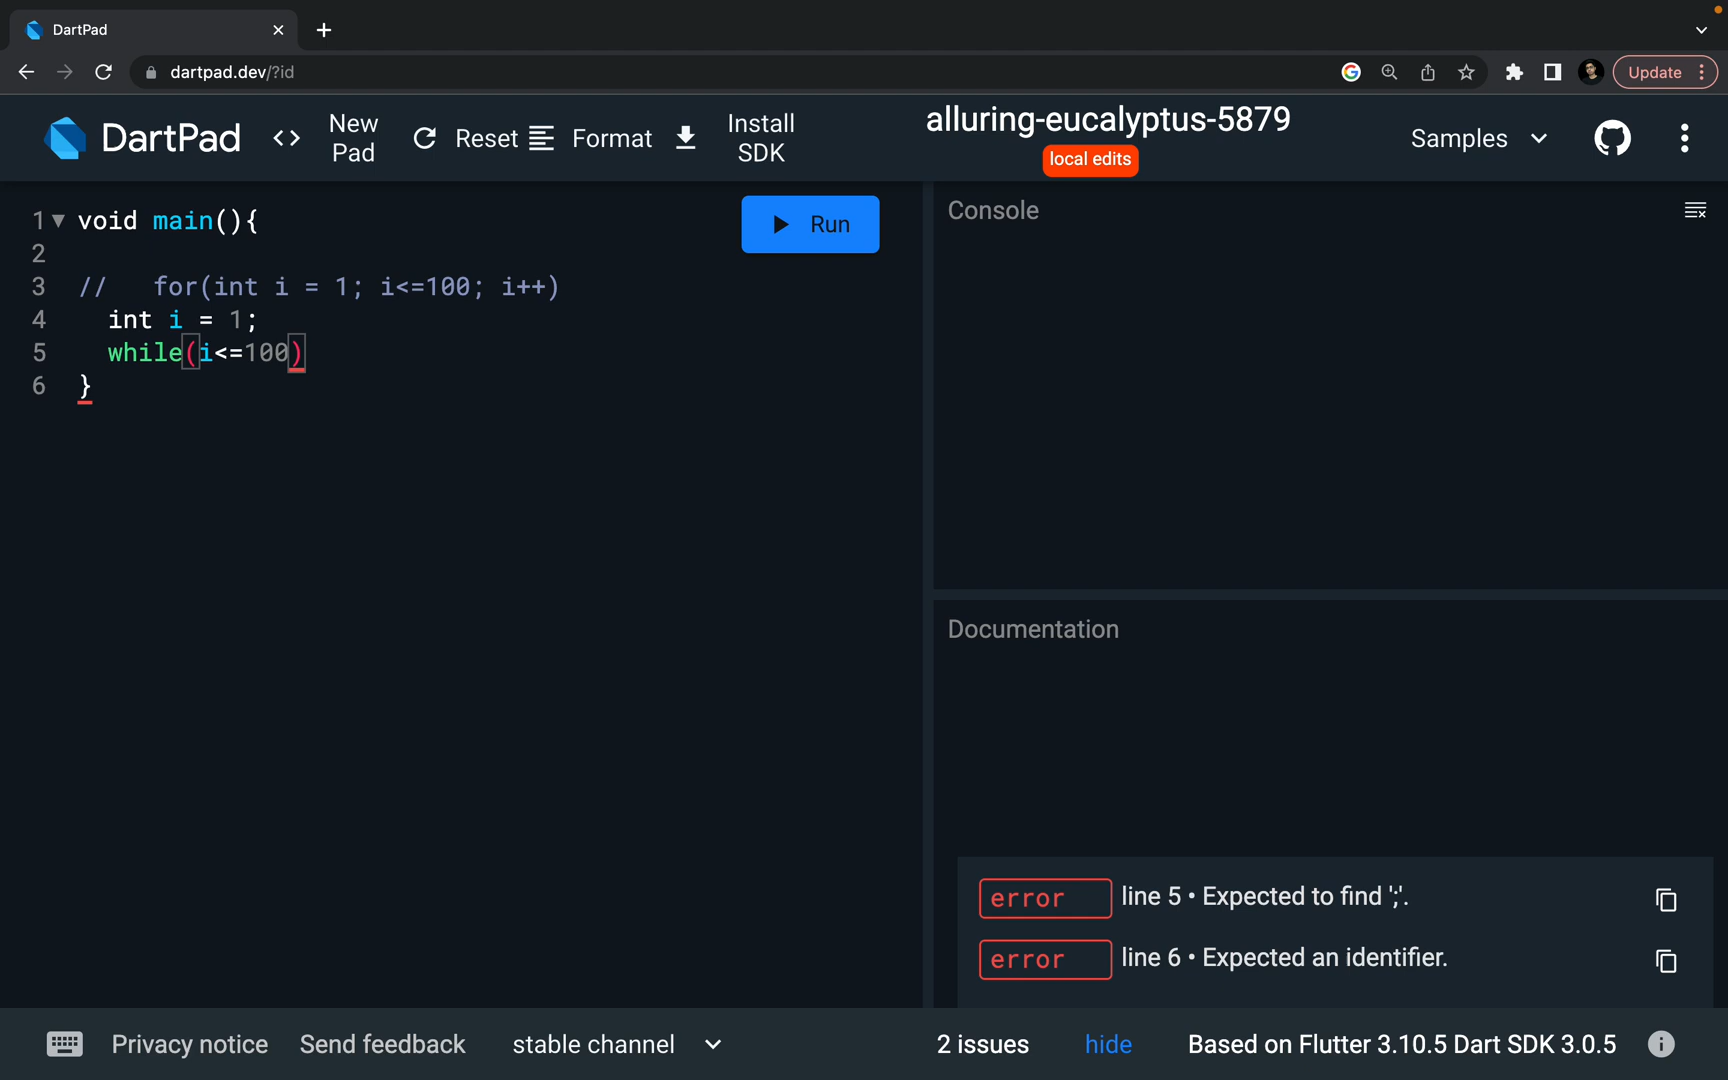 DartPad
dartpad.dev/?id
Update
DartPad
<> New Pad
Reset
Format
Install SDK
alluring-eucalyptus-5879
local edits
Samples
1 void main(){
2
3 //   for(int i = 1; i<=100; i++)
4   int i = 1;
5   while(i<=100)
6 }
Run
Console
Documentation
error line 5 • Expected to find ';'.
error line 6 • Expected an identifier.
Privacy notice
Send feedback
stable channel
2 issues
hide
Based on Flutter 3.10.5 Dart SDK 3.0.5